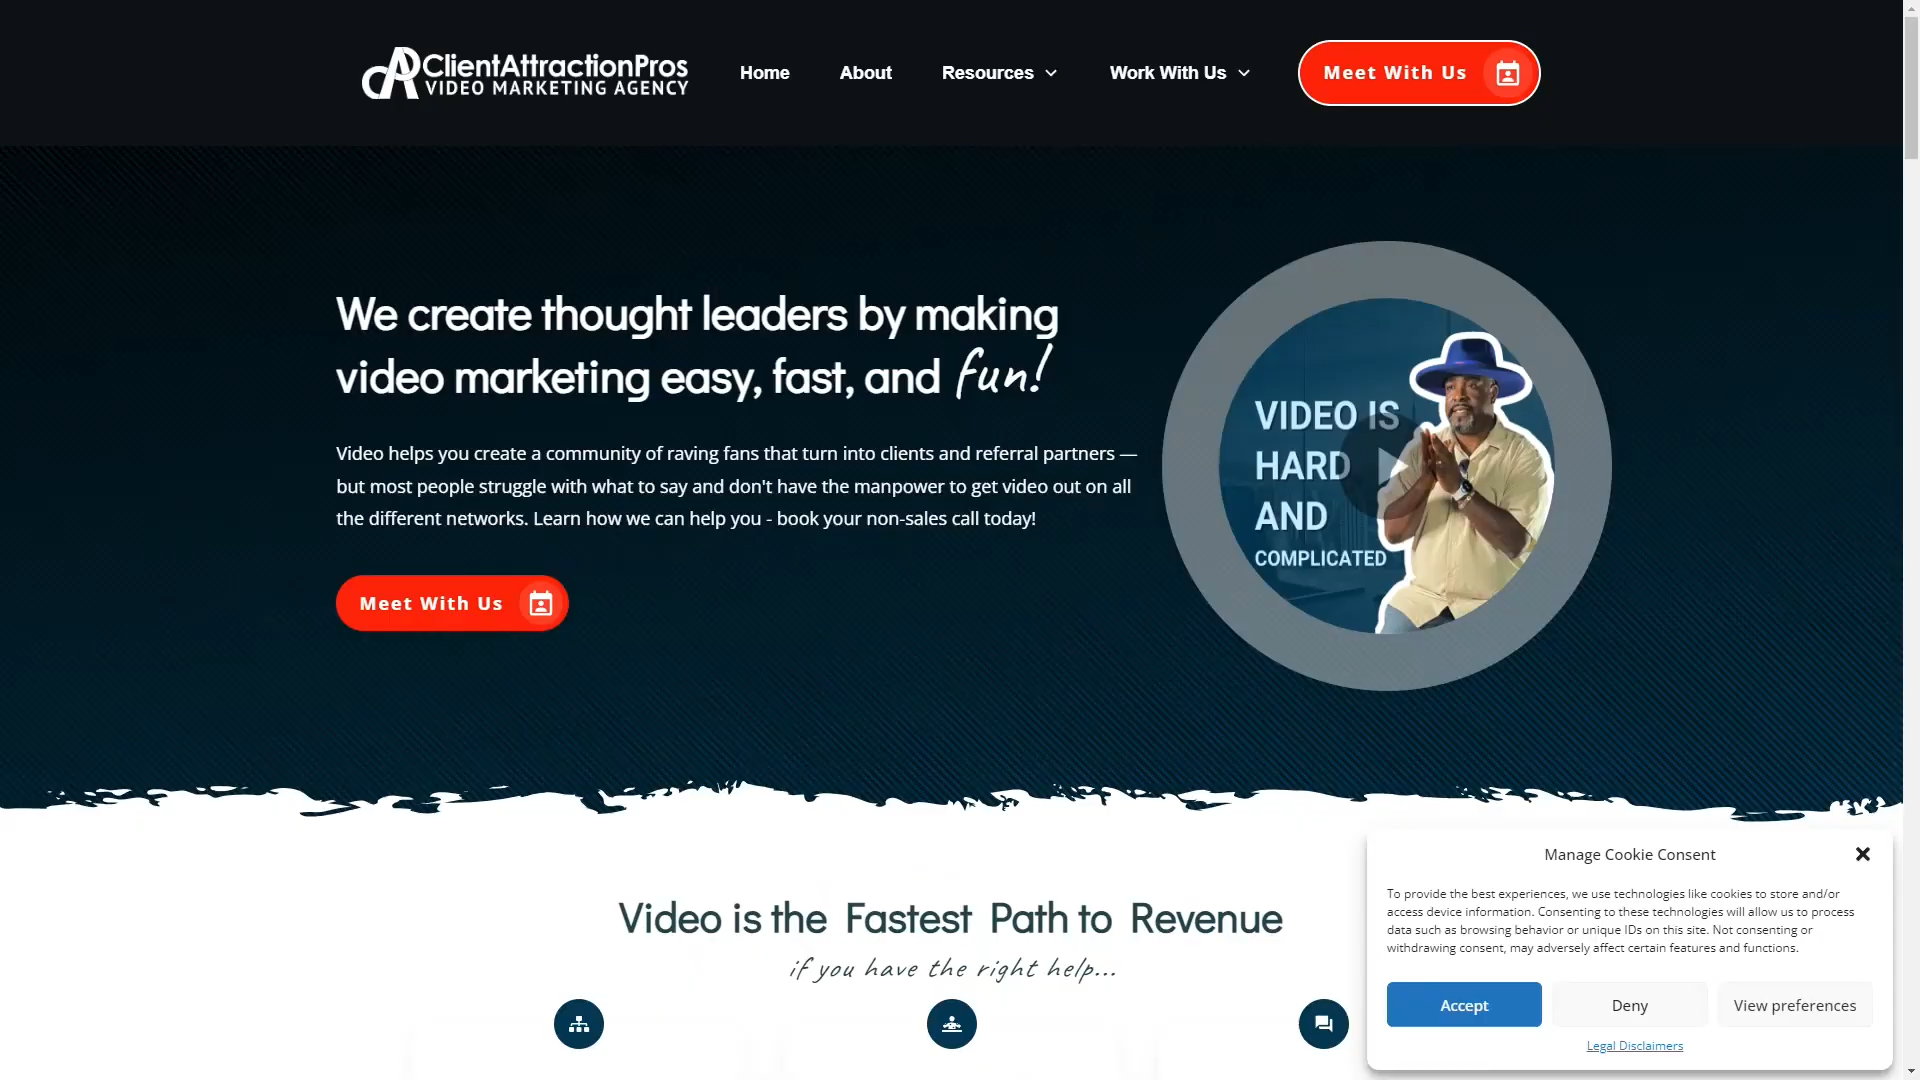 ClientAttractionPros
VIDEO MARKETING AGENCY
Home
About
Resources
Work With Us
Meet With Us
We create thought leaders by making
video marketing easy, fast, and fun!
Video helps you create a community of raving fans that turn into clients and referral partners —
but most people struggle with what to say and don't have the manpower to get video out on all
the different networks. Learn how we can help you - book your non-sales call today!
Meet With Us
VIDEO IS
HARD
AND
COMPLICATED
Video is the Fastest Path to Revenue
if you have the right help...
Manage Cookie Consent
To provide the best experiences, we use technologies like cookies to store and/or
access device information. Consenting to these technologies will allow us to process
data such as browsing behavior or unique IDs on this site. Not consenting or
withdrawing consent, may adversely affect certain features and functions.
Accept
Deny
View preferences
Legal Disclaimers